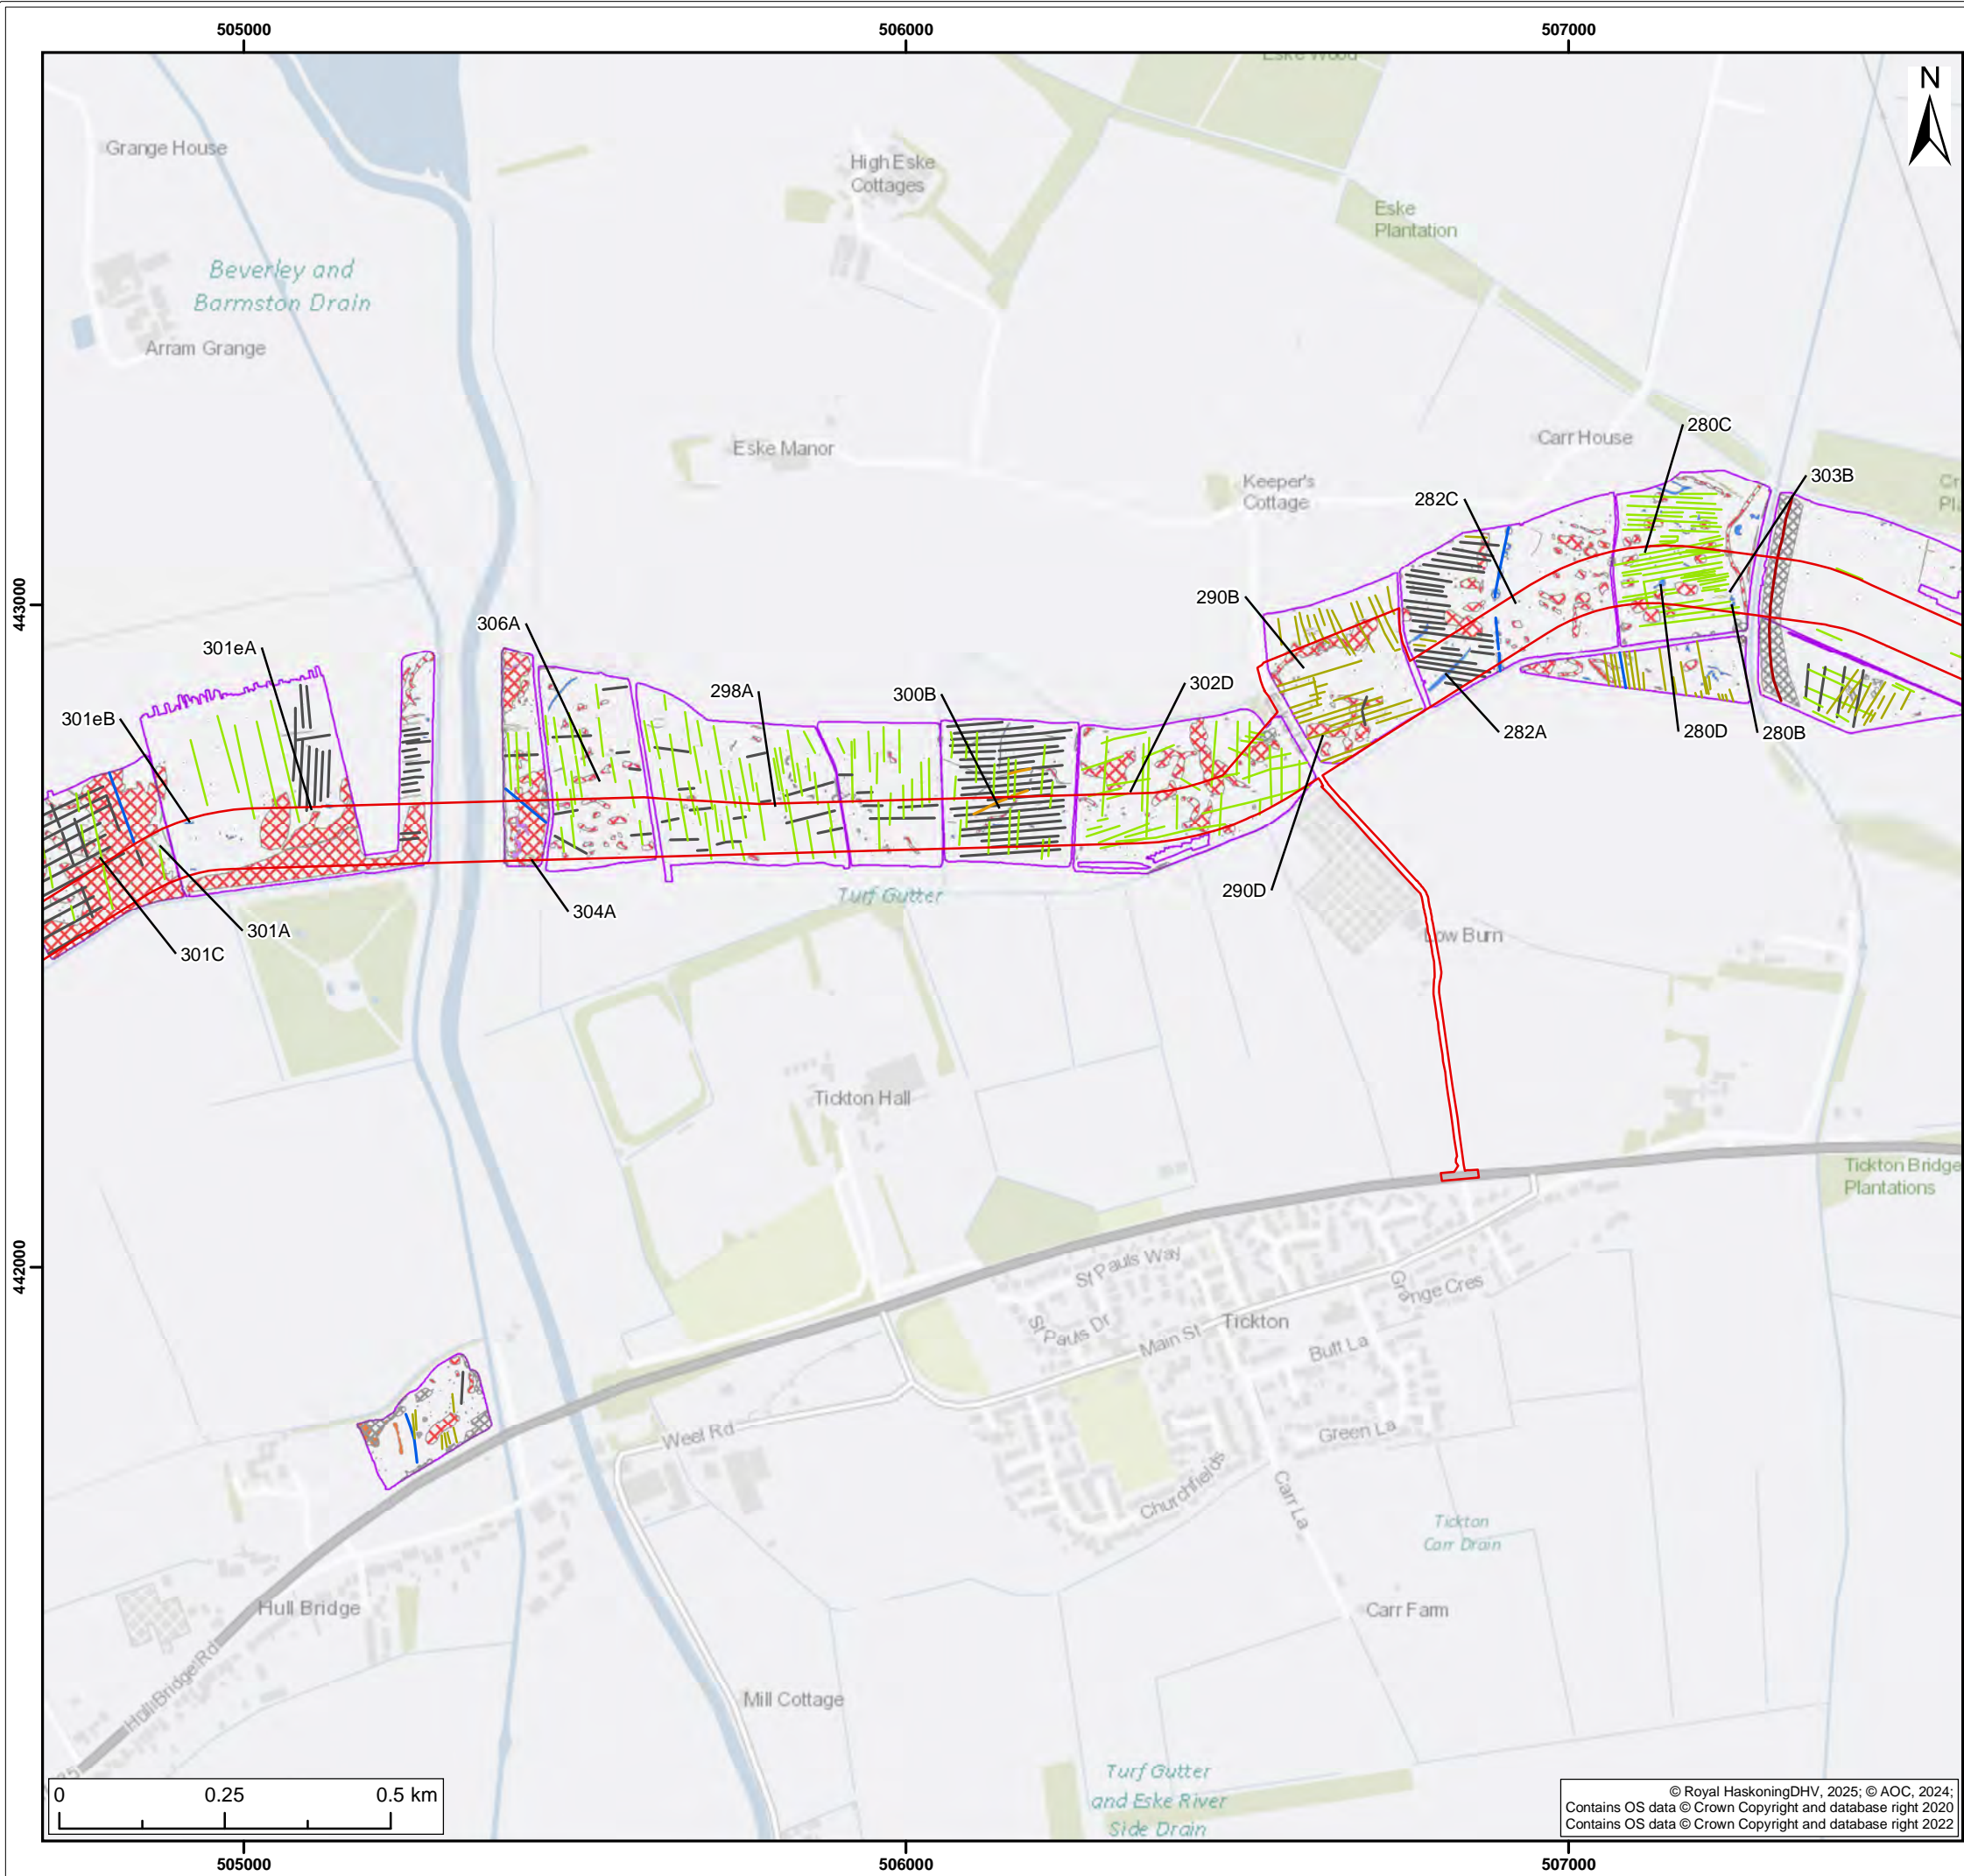 505000
506000
507000
Eske Wood
N
Grange House
High Eske
Cottages
Eske
Plantation
Beverley and
Barmston Drain
Arram Grange
280C
Carr House
Eske Manor
303B
Keeper's
Cottage
282C
443000
290B
306A
301eA
302D
298A
300B
301eB
282A
280D
280B
Turf Gutter
290D
304A
301A
Low Burn
301C
Tickton Hall
Tickton Bridge
Plantations
442000
St Pauls Way
St Pauls Dr
Main St
Tickton
Butt La
Weel Rd
Green La
Churchfields
Carr La
Tickton
Carr Drain
Hull Bridge
Carr Farm
Hull Bridge Rd
Mill Cottage
Turf Gutter
and Eske River
Side Drain
0 0.25 0.5 km
© Royal HaskoningDHV, 2025; © AOC, 2024;
Contains OS data © Crown Copyright and database right 2020
Contains OS data © Crown Copyright and database right 2022
505000
506000
507000